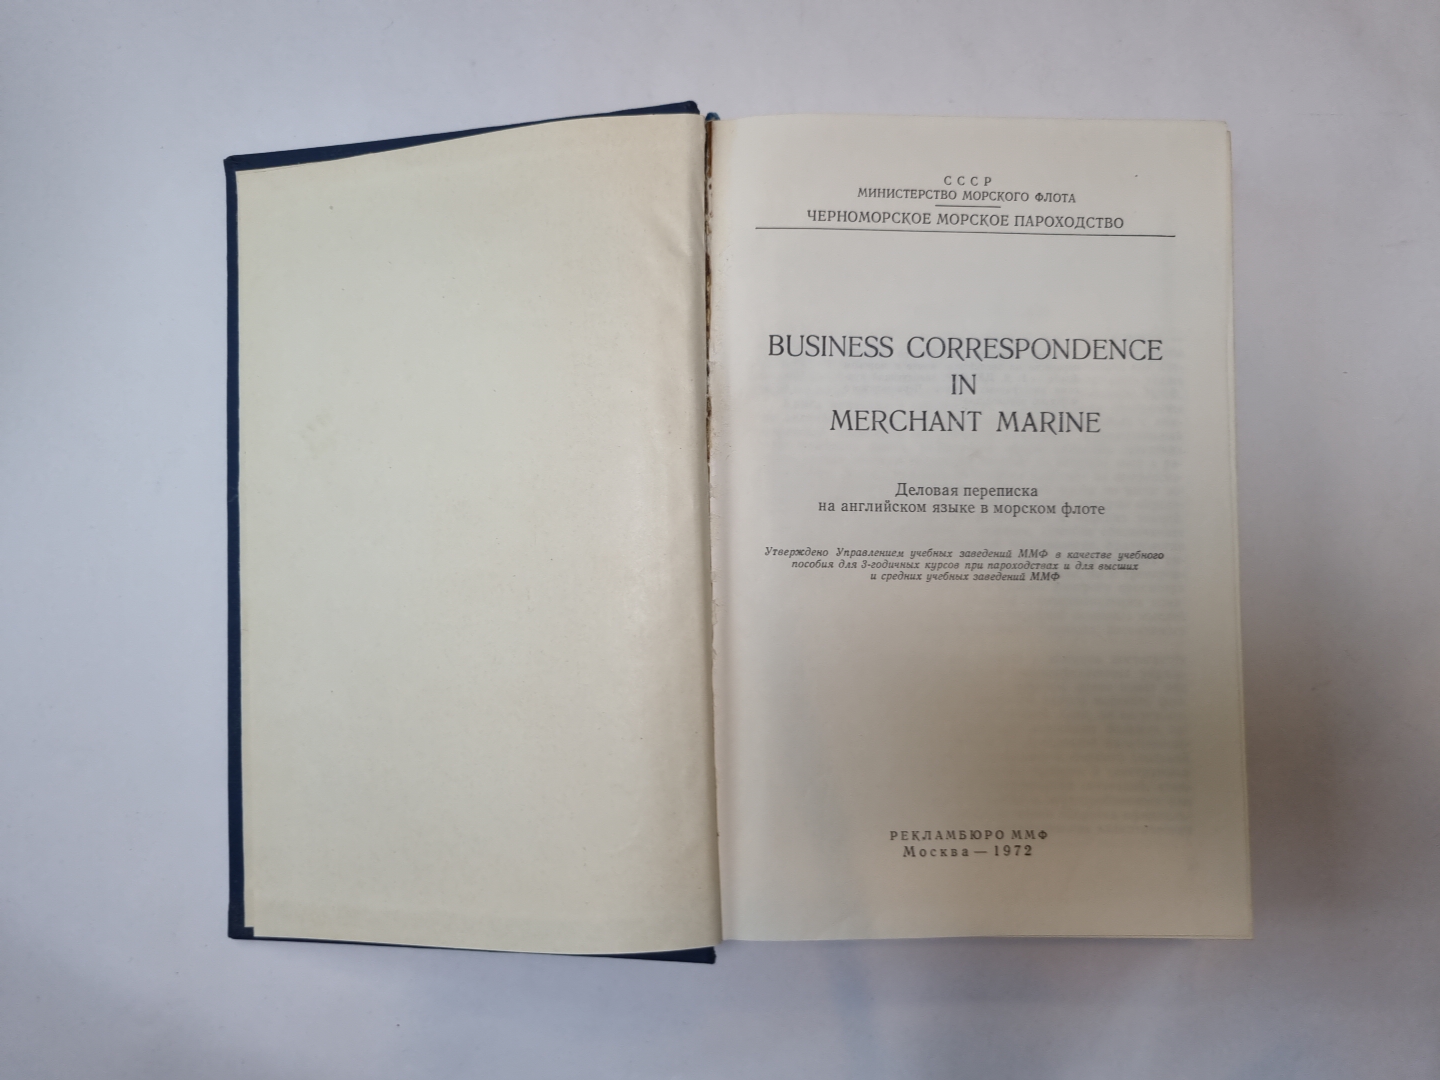 СССР
МИНИСТЕРСТВО МОРСКОГО ФЛОТА
ЧЕРНОМОРСКОЕ МОРСКОЕ ПАРОХОДСТВО
BUSINESS CORRESPONDENCE
IN
MERCHANT MARINE
Деловая переписка
на английском языке в морском флоте
Утверждено Управлением учебных заведений ММФ в качестве учебного
пособия для 3-годичных курсов при пароходствах и для высших
и средних учебных заведений ММФ
РЕКЛАМБЮРО ММФ
Москва — 1972